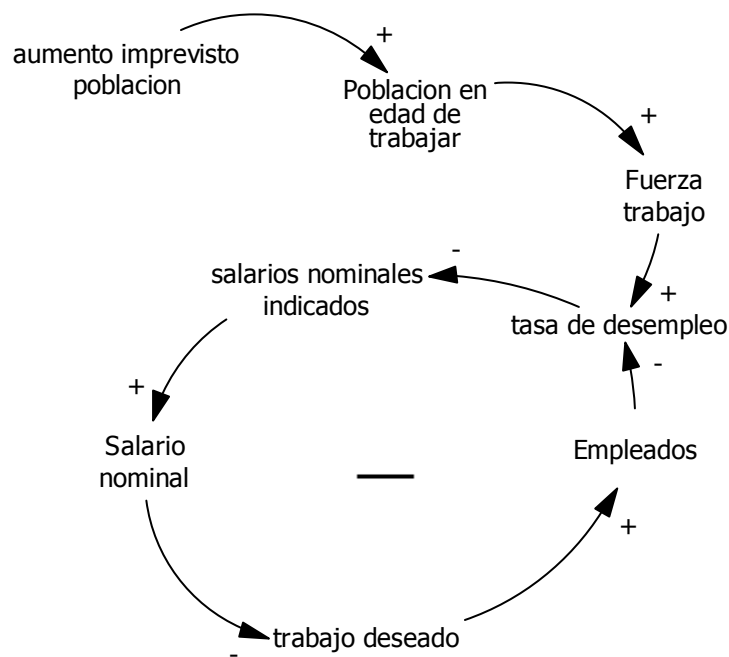 aumento imprevisto
poblacion
+
Poblacion en
edad de
trabajar
+
Fuerza
trabajo
+
tasa de desempleo
-
salarios nominales
indicados
-
+
Salario
nominal
Empleados
+
trabajo deseado
-